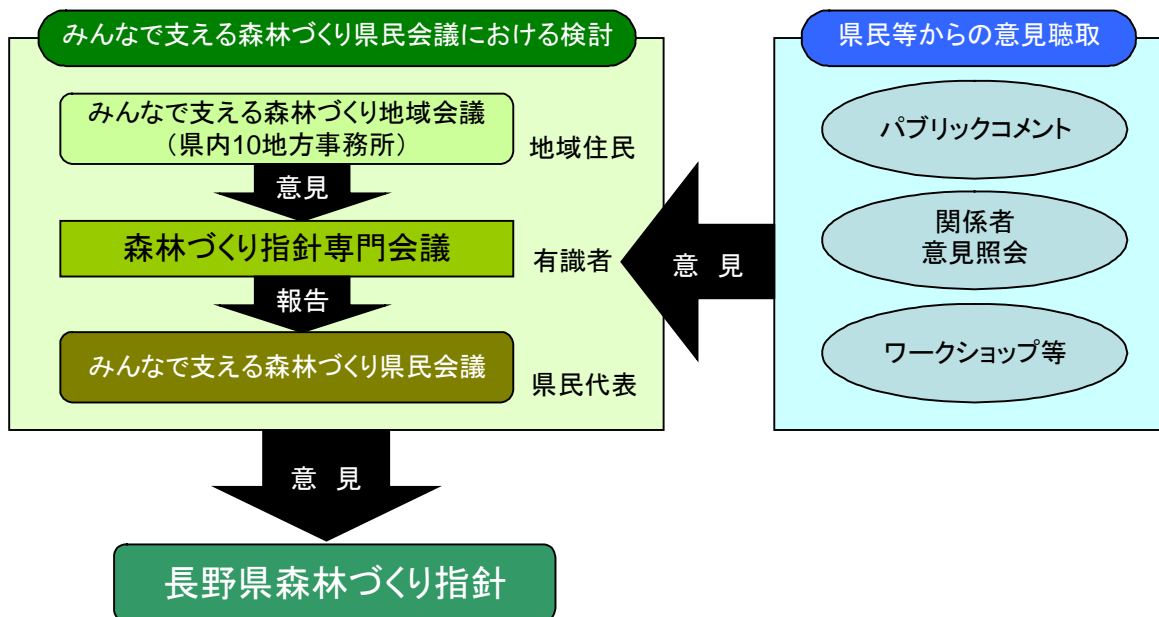 みんなで支える森林づくり県民会議における検討
みんなで支える森林づくり地域会議
（県内10地方事務所）
地域住民
意見
森林づくり指針専門会議
有識者
報告
みんなで支える森林づくり県民会議
県民代表
県民等からの意見聴取
パブリックコメント
関係者
意見照会
ワークショップ等
意 見
意 見
長野県森林づくり指針